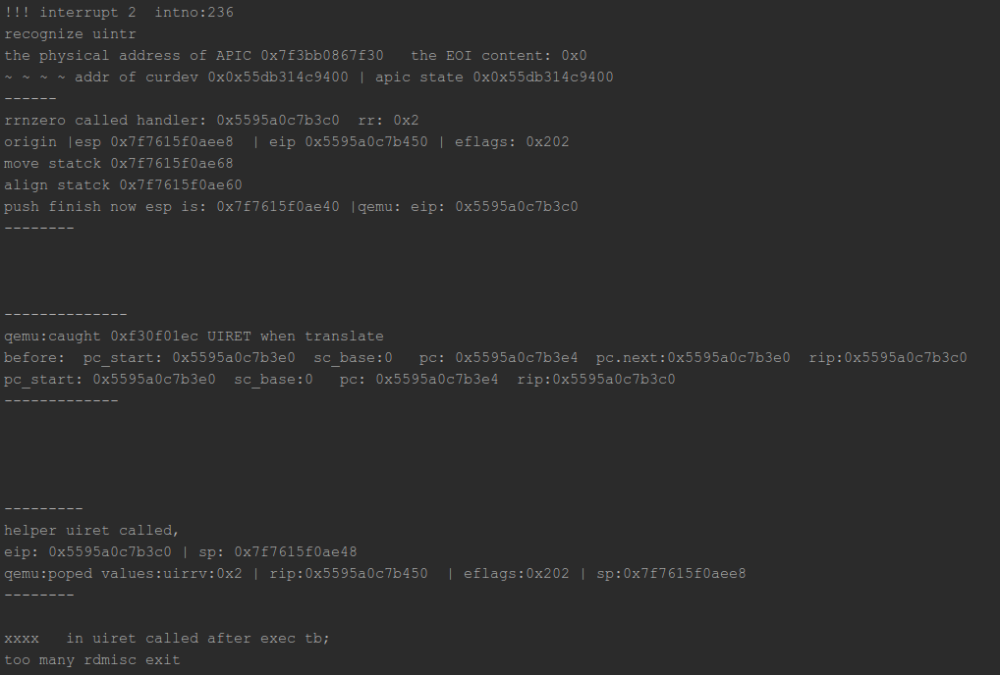 !!! interrupt 2  intno:236
recognize uintr
the physical address of APIC 0x7f3bb0867f30   the EOI content: 0x0
~ ~ ~ ~ addr of curdev 0x0x55db314c9400 | apic state 0x0x55db314c9400
------
rrnzero called handler: 0x5595a0c7b3c0  rr: 0x2
origin |esp 0x7f7615f0aee8  | eip 0x5595a0c7b450 | eflags: 0x202
move statck 0x7f7615f0ae68
align statck 0x7f7615f0ae60
push finish now esp is: 0x7f7615f0ae40 |qemu: eip: 0x5595a0c7b3c0
--------
--------------
qemu:caught 0xf30f01ec UIRET when translate
before:  pc_start: 0x5595a0c7b3e0  sc_base:0   pc: 0x5595a0c7b3e4  pc.next:0x5595a0c7b3e0  rip:0x5595a0c7b3c0
pc_start: 0x5595a0c7b3e0  sc_base:0   pc: 0x5595a0c7b3e4  rip:0x5595a0c7b3c0
-------------
---------
helper uiret called,
eip: 0x5595a0c7b3c0 | sp: 0x7f7615f0ae48
qemu:poped values:uirrv:0x2 | rip:0x5595a0c7b450  | eflags:0x202 | sp:0x7f7615f0aee8
--------
xxxx   in uiret called after exec tb;
too many rdmisc exit